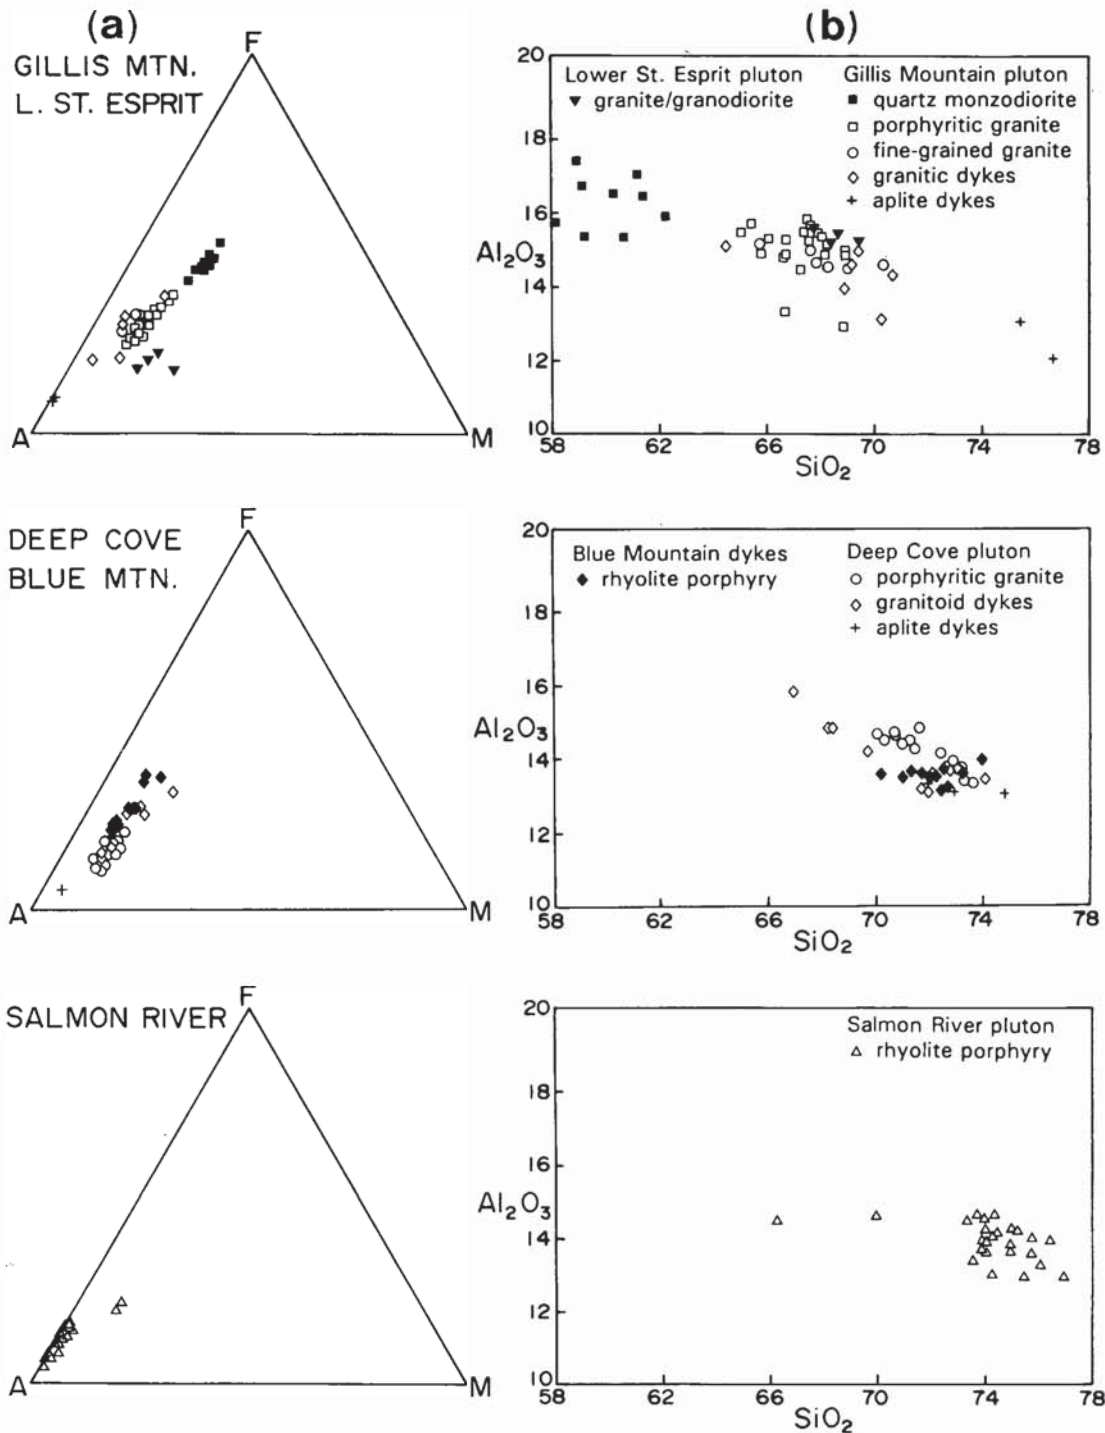 (a)
(b)
GILLIS MTN.
L. ST. ESPRIT
F
A
M
20
18
16
Al₂O₃
14
12
10
58 62 66 70 74 78
SiO₂
Lower St. Esprit pluton
granite/granodiorite
Gillis Mountain pluton
quartz monzodiorite
porphyritic granite
fine-grained granite
granitic dykes
aplite dykes
DEEP COVE
BLUE MTN.
F
A
M
20
18
16
Al₂O₃
14
12
10
58 62 66 70 74 78
SiO₂
Blue Mountain dykes
rhyolite porphyry
Deep Cove pluton
porphyritic granite
granitoid dykes
aplite dykes
SALMON RIVER
F
A
M
20
18
16
Al₂O₃
14
12
10
58 62 66 70 74 78
SiO₂
Salmon River pluton
rhyolite porphyry